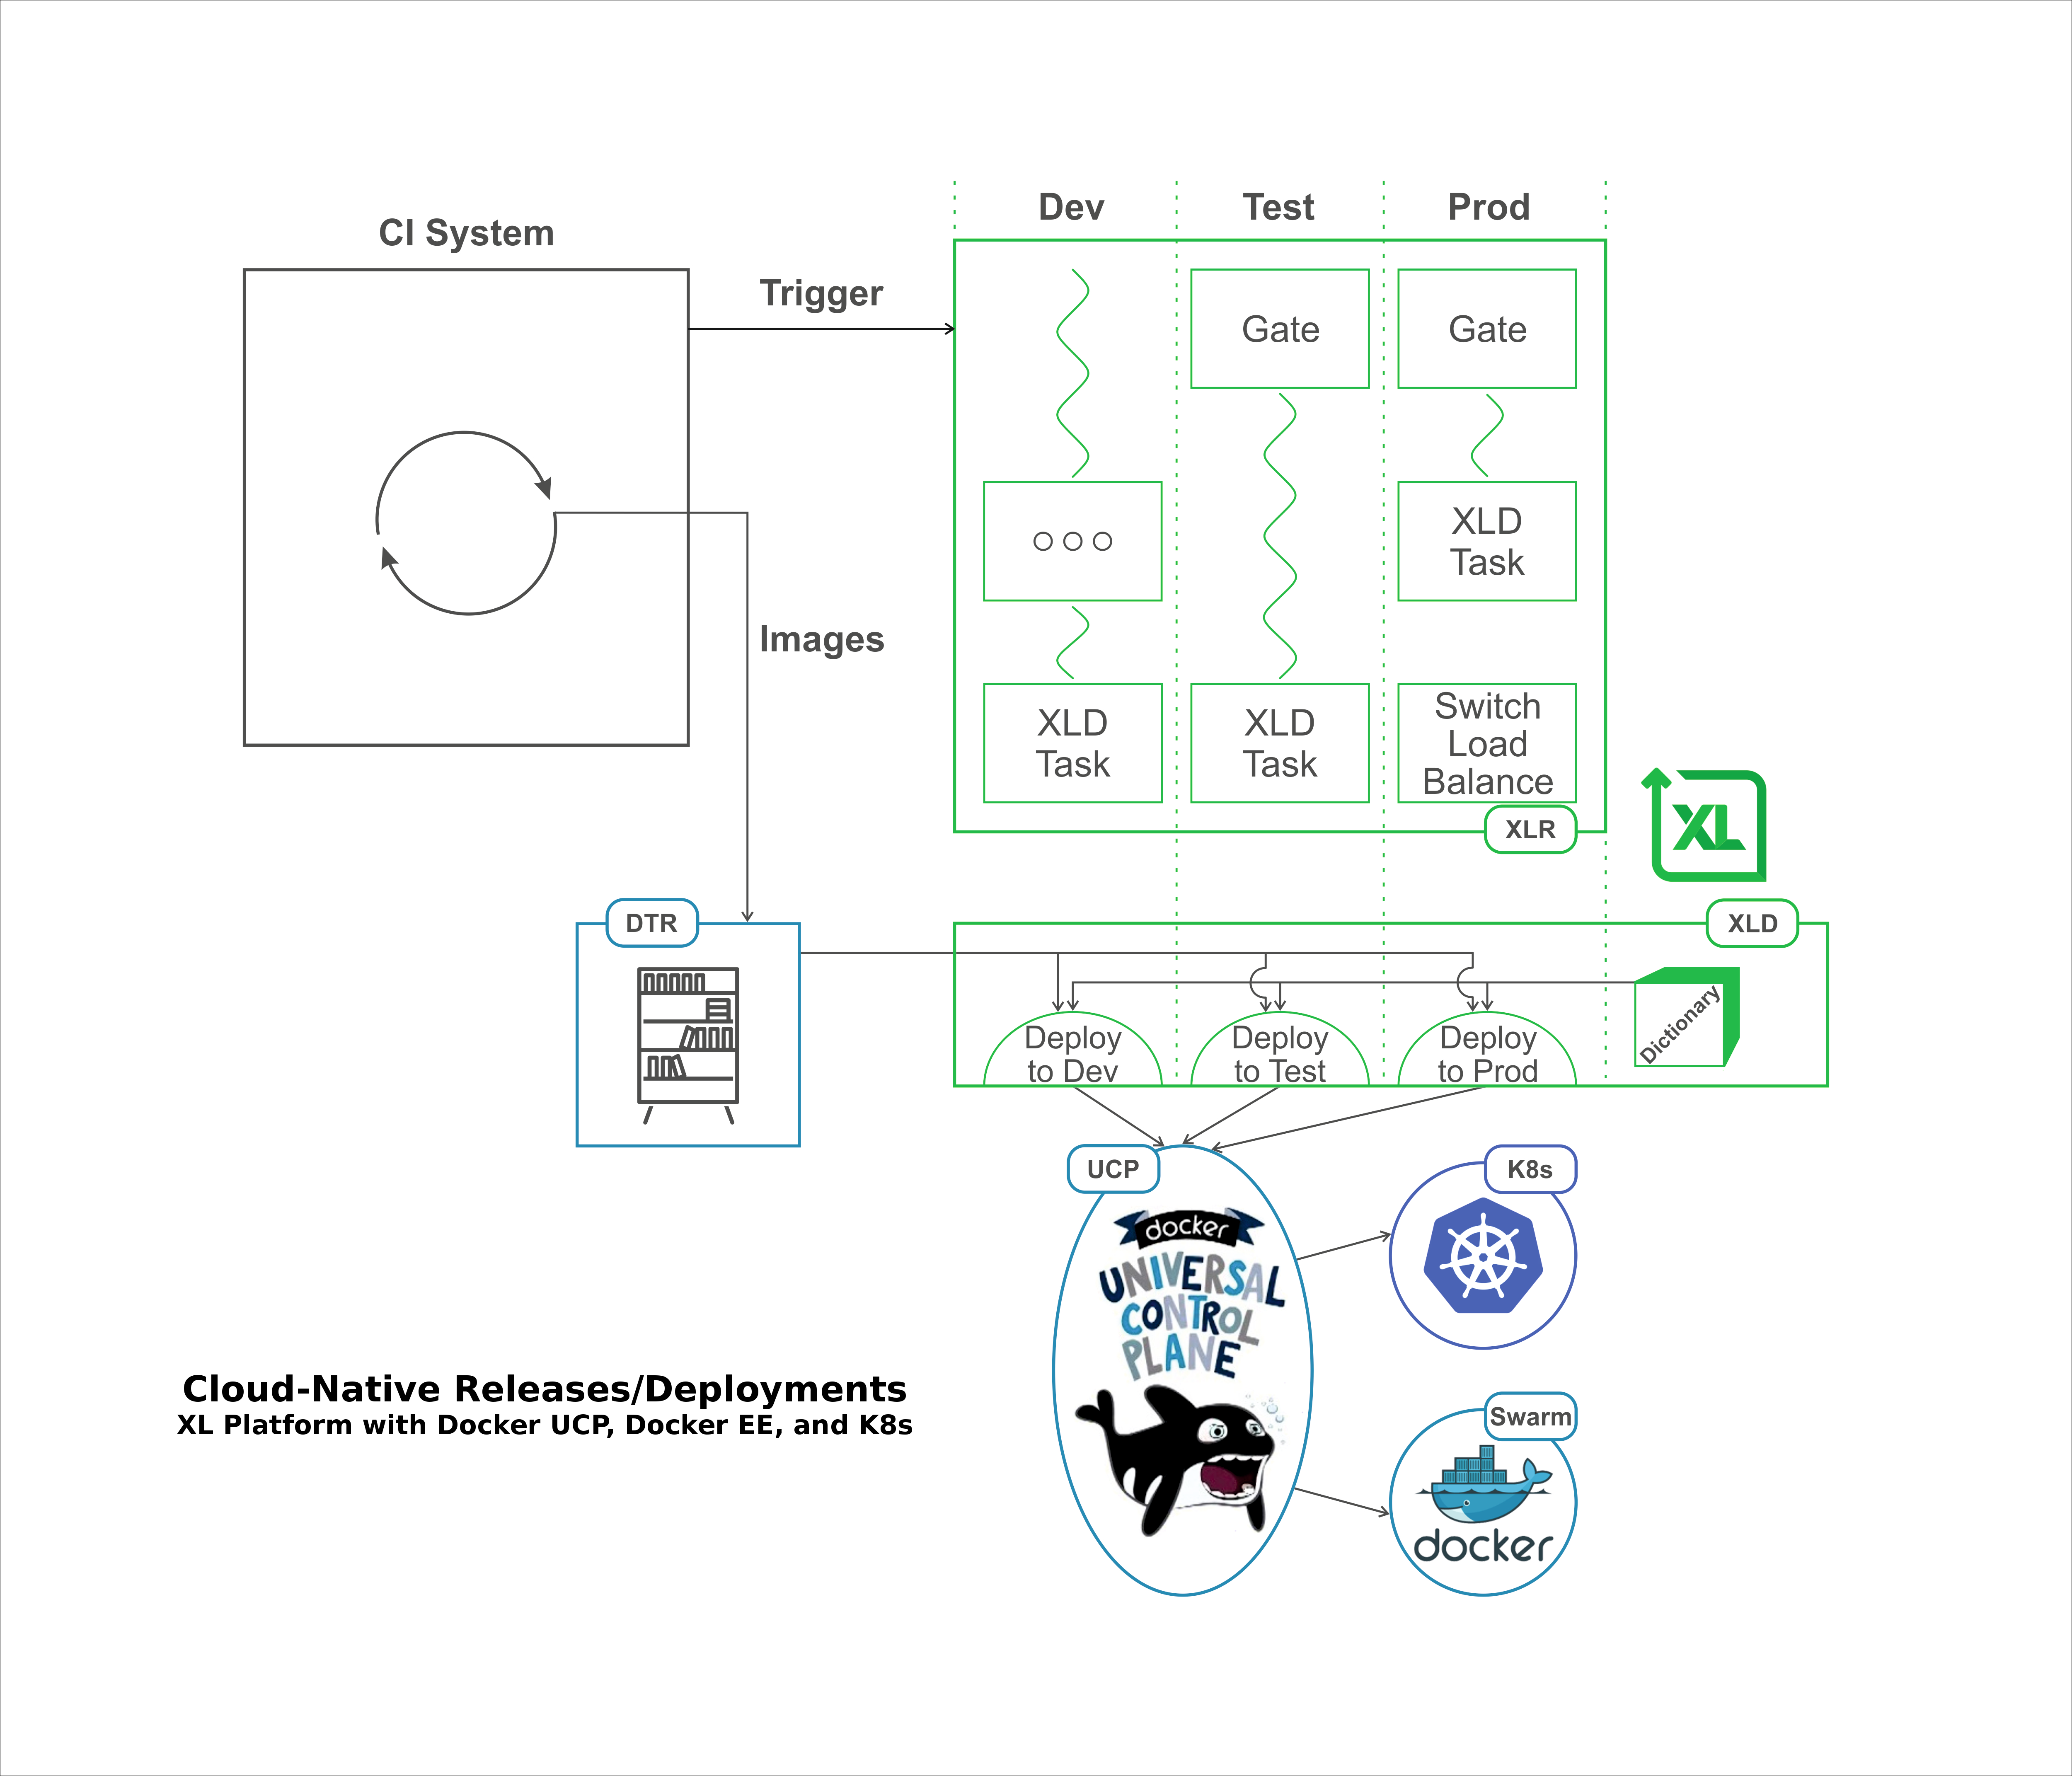 Dev
Test
Prod
CI System
Trigger
Gate
Gate
XLD
Task
Images
XLD
Task
XLD
Task
Switch
Load
Balance
XLR
XL
DTR
XLD
Dictionary
Deploy
to Dev
Deploy
to Test
Deploy
to Prod
UCP
K8s
docker
UNIVERSAL
CONTROL
PLANE
Cloud-Native Releases/Deployments
XL Platform with Docker UCP, Docker EE, and K8s
Swarm
docker